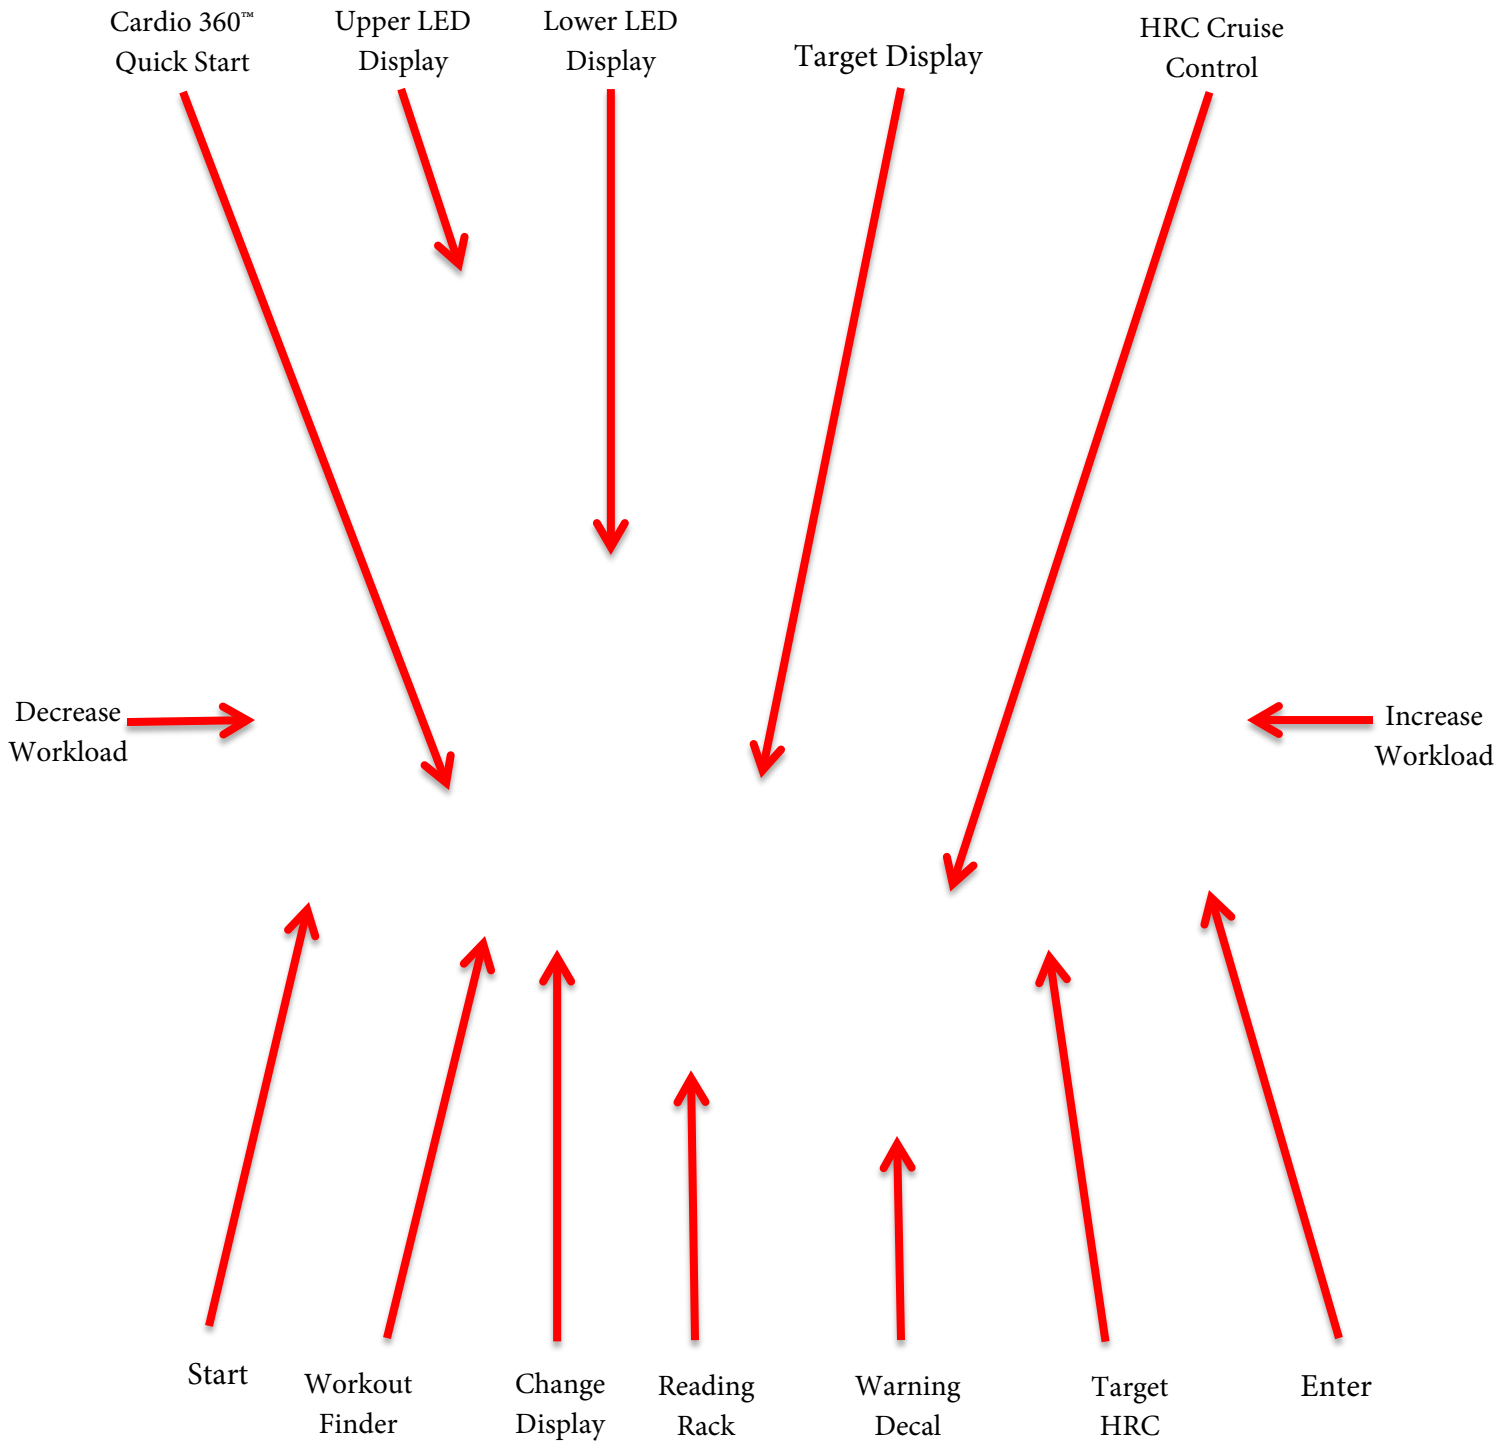 Cardio 360™
Quick Start
Upper LED
Display
Lower LED
Display
Target Display
HRC Cruise
Control
Decrease
Workload
Increase
Workload
Start
Workout
Finder
Change
Display
Reading
Rack
Warning
Decal
Target
HRC
Enter